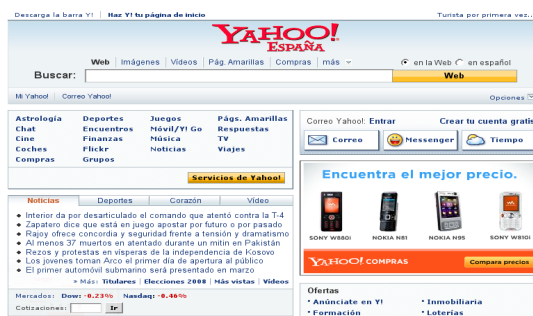 Descarga la barra Y! | Haz Y! tu página de inicio
Turista por primera vez..
YAHOO!
ESPAÑA
Web | Imágenes | Vídeos | Pág. Amarillas | Compras | más
en la Web en español
Buscar:
Web
Mi Yahoo! Correo Yahoo!
Opciones
Astrología Deportes Juegos Págs. Amarillas
Chat Encuentros Móvil/Y! Go Respuestas
Cine Finanzas Música TV
Coches Flickr Noticias Viajes
Compras Grupos
Servicios de Yahoo!
Noticias Deportes Corazón Vídeo
Interior da por desarticulado el comando que atentó contra la T-4
Zapatero dice que está en juego apostar por futuro o por pasado
Rajoy ofrece concordia y seguridad frente a tensión y dramatismo
Al menos 37 muertos en atentado durante un mitin en Pakistán
Rezos y protestas en vísperas de la independencia de Kosovo
Los jovenes toman Arco el primer día de apertura al público
El primer automóvil submarino será presentado en marzo
Más: Titulares | Elecciones 2008 | Más vistas | Vídeos
Mercados: Dow: -0.23% | Nasdaq: -0.46%
Cotizaciones: Ir
Correo Yahoo!: Entrar
Crear tu cuenta gratis
Correo Messenger Tiempo
Encuentra el mejor precio.
SONY W880i NOKIA N81 NOKIA N95 SONY W810i
YAHOO! COMPRAS
Compara precios
Ofertas
Anúnciate en Y! Inmobiliaria
Formación Loterías